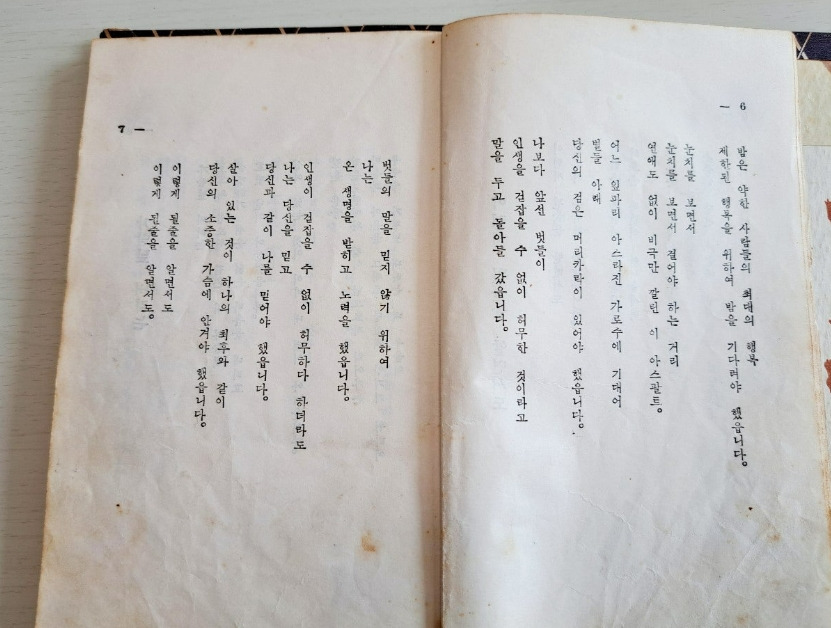 6
밤은 약한 사람들의 최대의 행복
제한된 행복을 위하여 밤을 기다려야 했읍니다。
눈치를 보면서
눈치를 보면서 걸어야 하는 거리
연애도 없이 비극만 깔린 이 아스팔트。
어느 잎파리 아스라진 가로수에 기대어
별들 아래
당신의 검은 머리카락이 있어야 했읍니다。
나보다 앞선 벗들이
인생을 걷잡을 수 없이 허무한 것이라고
말을 두고 돌아들 갔읍니다。
7
벗들의 말을 믿지 않기 위하여
나는
온 생명을 받히고 노력을 했읍니다。
인생이 걷잡을 수 없이 허무하다 하더라도
나는 당신을 믿고
당신과 같이 나를 믿어야 했읍니다。
살아 있는 것이 하나의 최후와 같이
당신의 소중한 가슴에 안겨야 했읍니다。
이렇게 될줄을 알면서도
이렇게 될줄을 알면서도。